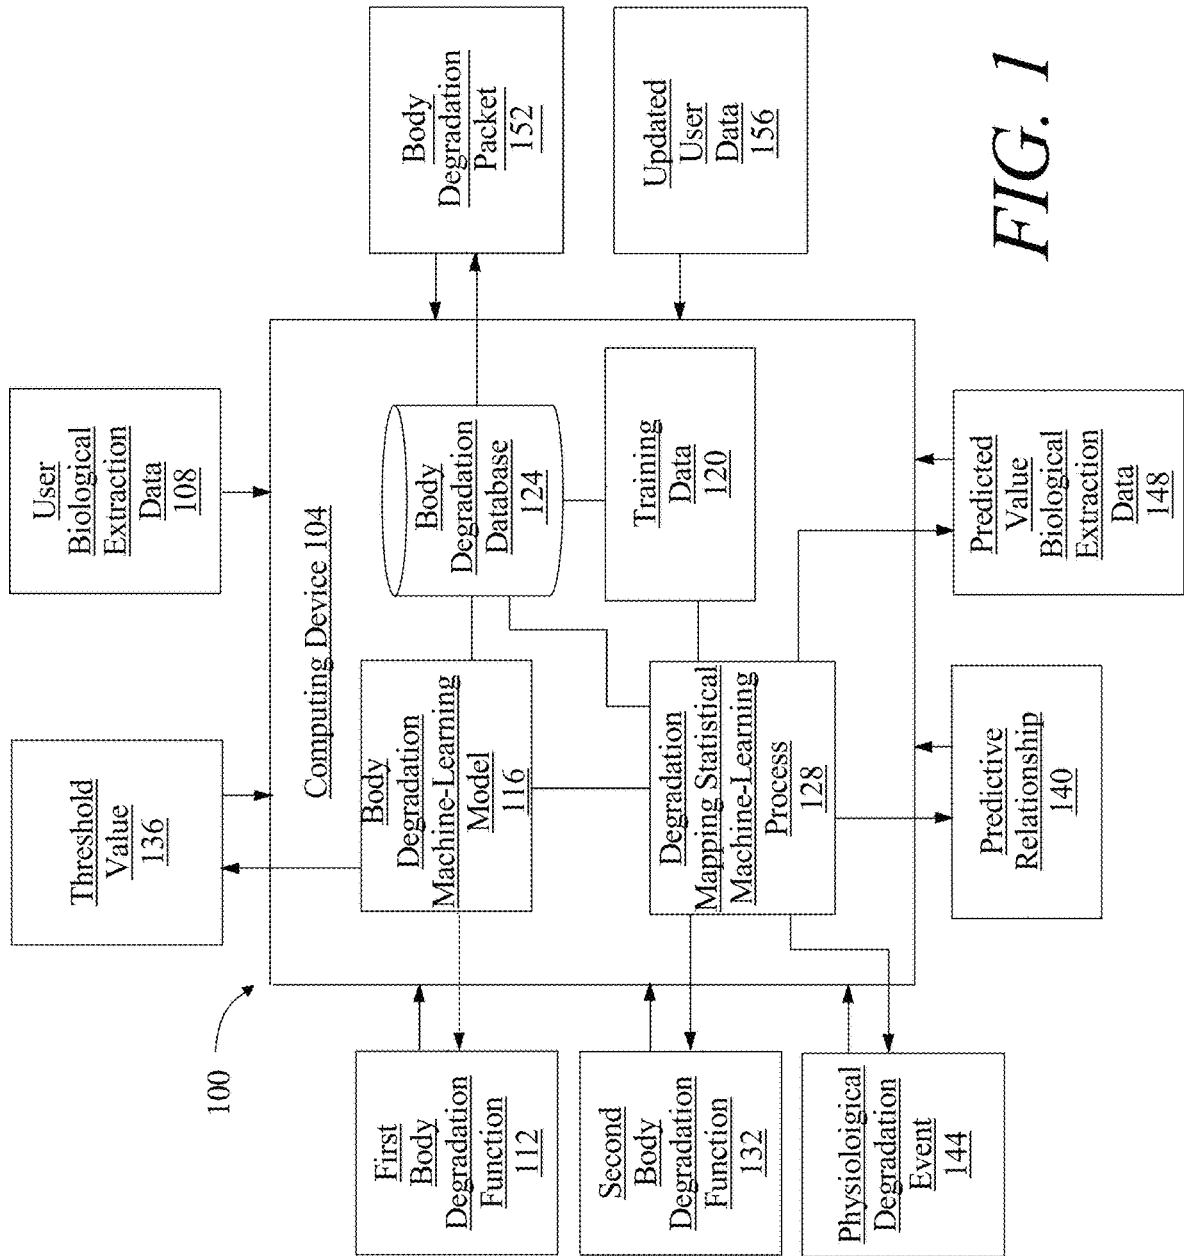 Threshold
Value
136
User
Biological
Extraction
Data
108
100
Computing Device 104
First
Body
Degradation
Function
112
Body
Degradation
Machine-Learning
Model
116
Body
Degradation
Database
124
Body
Degradation
Packet
152
Second
Body
Degradation
Function
132
Degradation
Mapping Statistical
Machine-Learning
Process
128
Training
Data
120
Updated
User
Data
156
Physioloigical
Degradation
Event
144
Predictive
Relationship
140
Predicted
Value
Biological
Extraction
Data
148
FIG. 1